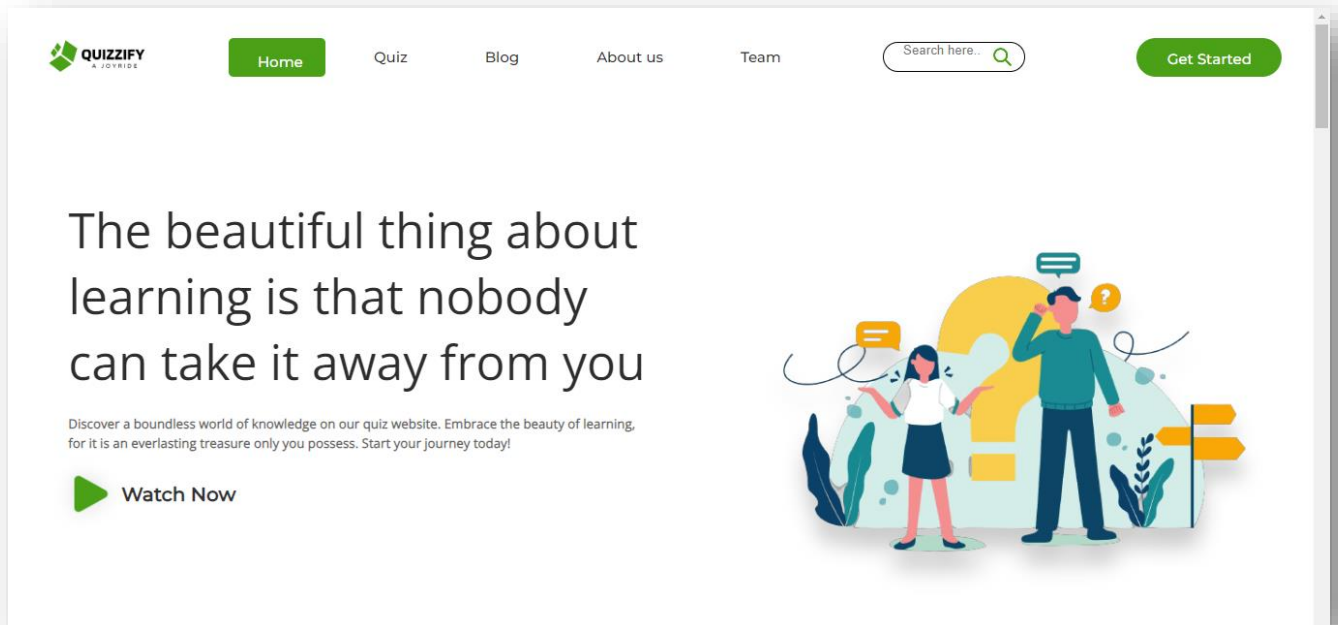 QUIZZIFY
A JOYRIDE
Home
Quiz
Blog
About us
Team
Search here..
Get Started
The beautiful thing about
learning is that nobody
can take it away from you
Discover a boundless world of knowledge on our quiz website. Embrace the beauty of learning,
for it is an everlasting treasure only you possess. Start your journey today!
Watch Now
?
?